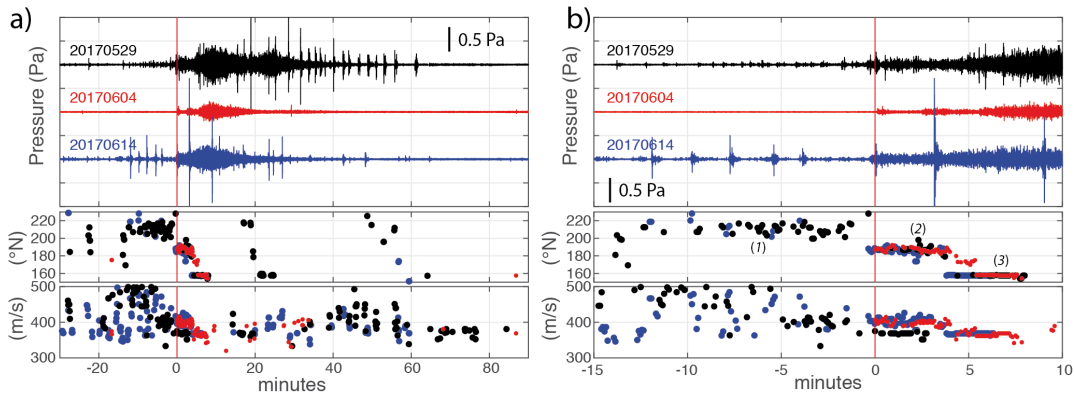 a)
Pressure (Pa)
20170529
20170604
20170614
0.5 Pa
(°N)
220
200
180
160
(m/s)
500
400
300
-20
0
20
40
60
80
minutes
b)
Pressure (Pa)
20170529
20170604
20170614
0.5 Pa
(°N)
220
200
180
160
(1)
(2)
(3)
(m/s)
500
400
300
-15
-10
-5
0
5
10
minutes